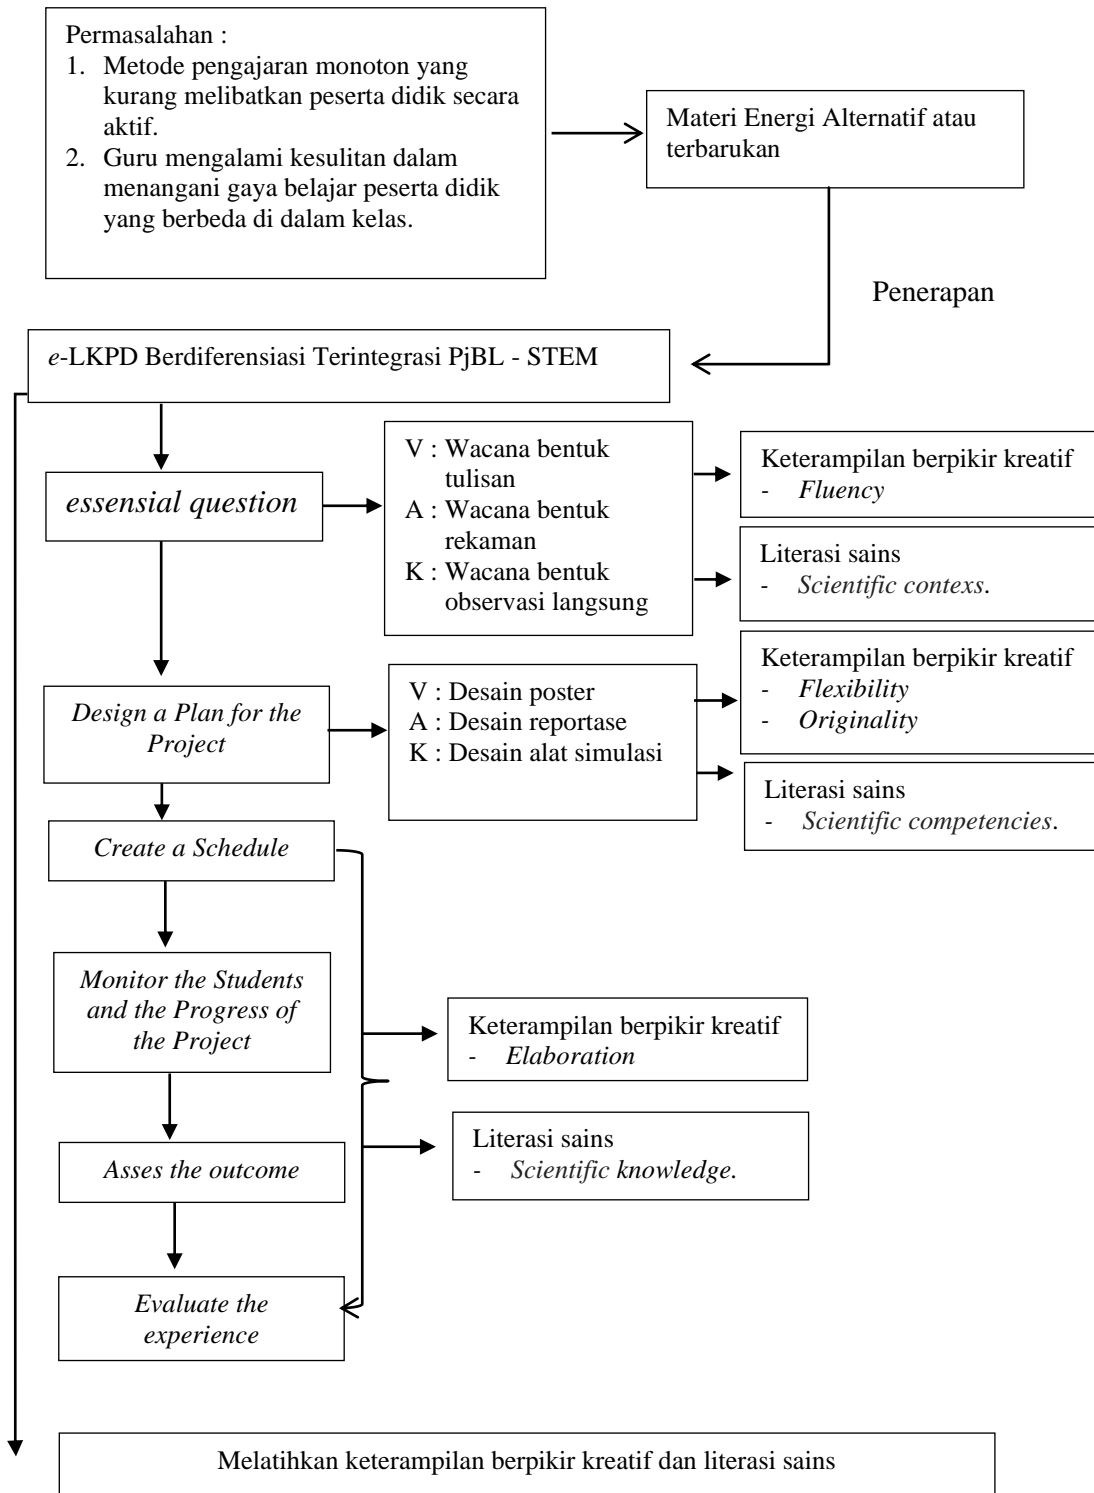 Permasalahan :
1. Metode pengajaran monoton yang
kurang melibatkan peserta didik secara
aktif.
2. Guru mengalami kesulitan dalam
menangani gaya belajar peserta didik
yang berbeda di dalam kelas.
Materi Energi Alternatif atau
terbarukan
Penerapan
e-LKPD Berdiferensiasi Terintegrasi PjBL - STEM
essensial question
V : Wacana bentuk
tulisan
A : Wacana bentuk
rekaman
K : Wacana bentuk
observasi langsung
Keterampilan berpikir kreatif
- Fluency
Literasi sains
- Scientific contexs.
Design a Plan for the
Project
V : Desain poster
A : Desain reportase
K : Desain alat simulasi
Keterampilan berpikir kreatif
- Flexibility
- Originality
Literasi sains
- Scientific competencies.
Create a Schedule
Monitor the Students
and the Progress of
the Project
Keterampilan berpikir kreatif
- Elaboration
Literasi sains
- Scientific knowledge.
Asses the outcome
Evaluate the
experience
Melatihkan keterampilan berpikir kreatif dan literasi sains